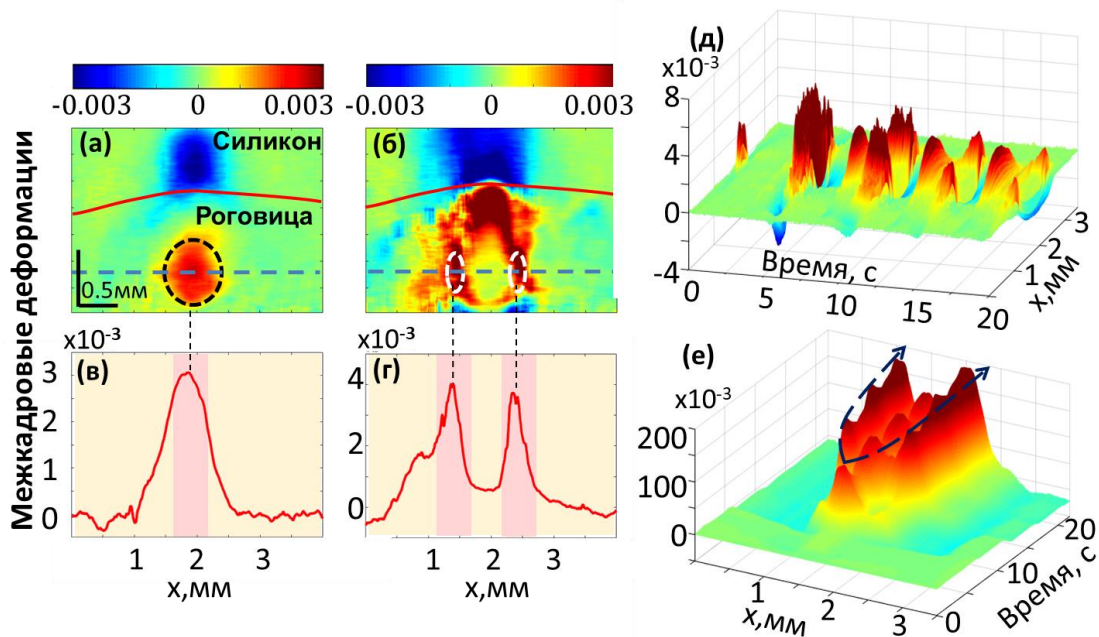 Межкадровые деформации
-0.003 0 0.003
(а)
Силикон
Роговица
0.5мм
-0.003 0 0.003
(б)
x10⁻³
(в)
3
2
1
0
1 2 3
х,мм
x10⁻³
(г)
4
2
0
1 2 3
х,мм
(д)
x10⁻³
8
4
0
-4
0 5 10 15 20
Время, с
1 2 3
х,мм
(е)
x10⁻³
200
100
0
1 2 3
х,мм
0 10 20
Время, с